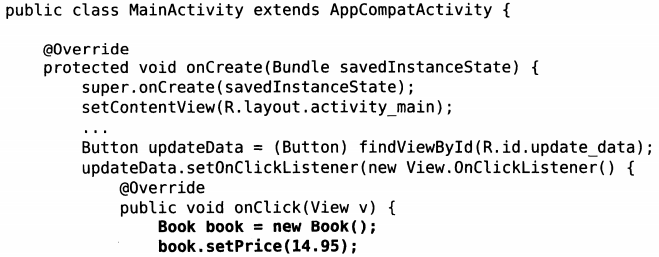 public class MainActivity extends AppCompatActivity {
@Override
protected void onCreate(Bundle savedInstanceState) {
super.onCreate(savedInstanceState);
setContentView(R.layout.activity_main);
...
Button updateData = (Button) findViewById(R.id.update_data);
updateData.setOnClickListener(new View.OnClickListener() {
@Override
public void onClick(View v) {
Book book = new Book();
book.setPrice(14.95);